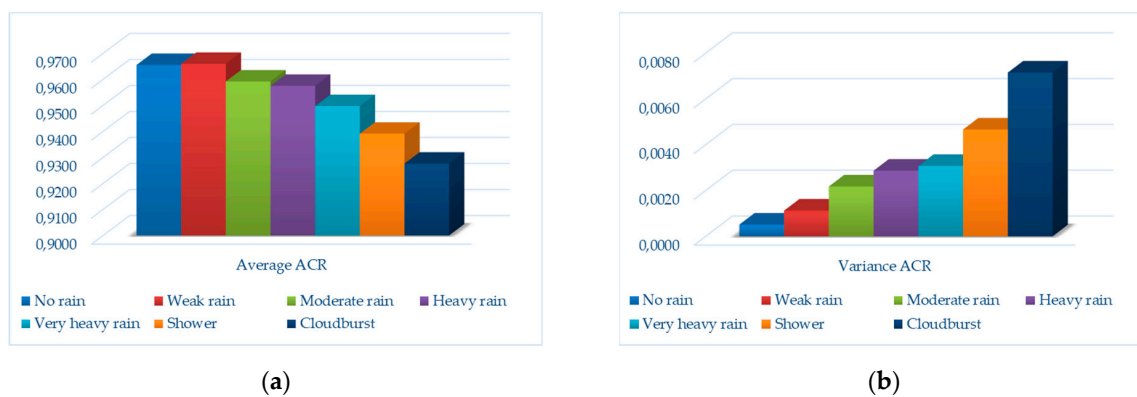 0,9700
0,9600
0,9500
0,9400
0,9300
0,9200
0,9100
0,9000
Average ACR
No rain Weak rain Moderate rain Heavy rain
Very heavy rain Shower Cloudburst
(a)
0,0080
0,0060
0,0040
0,0020
0,0000
Variance ACR
No rain Weak rain Moderate rain Heavy rain
Very heavy rain Shower Cloudburst
(b)